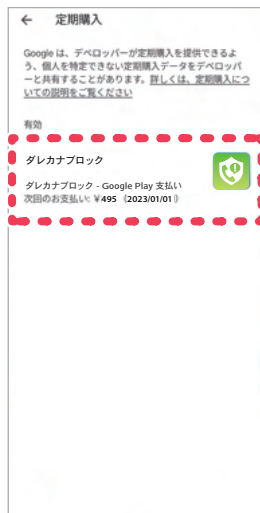 ← 定期購入
Google は、デベロッパーが定期購入を提供できるよ
う、個人を特定できない定期購入データをデベロッパ
ーと共有することがあります。詳しくは、定期購入につ
いての説明をご覧ください
有効
ダレカナブロック
ダレカナブロック - Google Play 支払い
次回のお支払い: ¥495（2023/01/01）